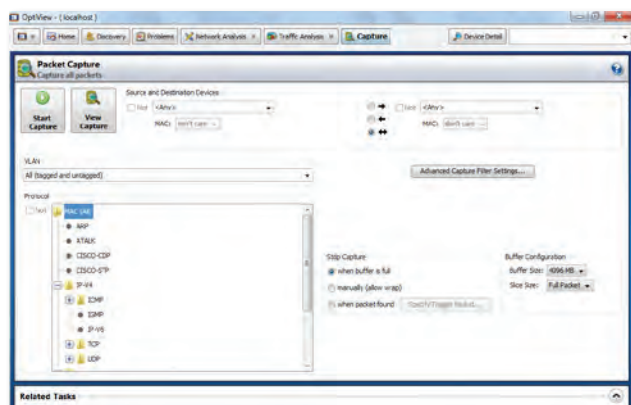 OptView - ( localhost )
Home Discovery Problems Network Analysis Traffic Analysis Capture Device Detail
Packet Capture
Capture all packets
Start Capture
View Capture
Source and Destination Devices
Not <Any>
MAC: don't care
Not <Any>
MAC: don't care
VLAN
All (tagged and untagged)
Advanced Capture Filter Settings...
Protocol
Not
ARP
ATALK
CISCO-CDP
CISCO-STP
IP-V4
ICMP
IGMP
IP-V6
TCP
UDP
Stop Capture
when buffer is full
manually (allow wrap)
when packet found
Buffer Configuration
Buffer Size: 4096 MB
Slice Size: Full Packet
Related Tasks